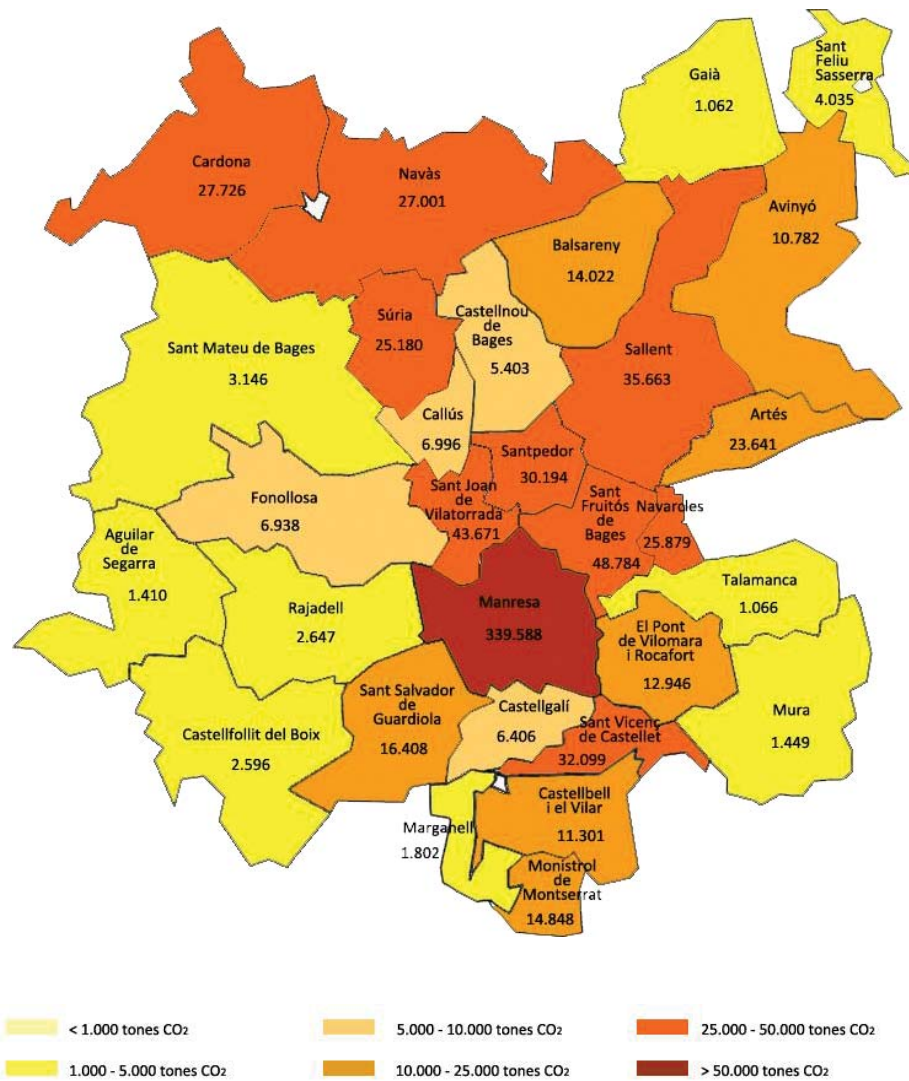 Sant
Feliu
Sasserra
4.035
Gaià
1.062
Cardona
27.726
Navàs
27.001
Avinyó
10.782
Balsareny
14.022
Súria
25.180
Castellnou
de
Bages
5.403
Sant Mateu de Bages
3.146
Sallent
35.663
Callús
6.996
Artés
23.641
Santpedor
30.194
Fonollosa
6.938
Sant Joan
de
Vilatorrada
43.671
Sant
Fruitós
de
Bages
48.784
Navarcles
25.879
Aguilar
de
Segarra
1.410
Rajadell
2.647
Manresa
339.588
Talamanca
1.066
El Pont
de Vilomara
i Rocafort
12.946
Sant Salvador
de
Guardiola
16.408
Castellgalí
6.406
Sant Vicenç
de Castellet
32.099
Mura
1.449
Castellfollit del Boix
2.596
Castellbell
i el Vilar
11.301
Marganell
1.802
Monistrol
de
Montserrat
14.848
< 1.000 tones CO₂
5.000 - 10.000 tones CO₂
25.000 - 50.000 tones CO₂
1.000 - 5.000 tones CO₂
10.000 - 25.000 tones CO₂
> 50.000 tones CO₂